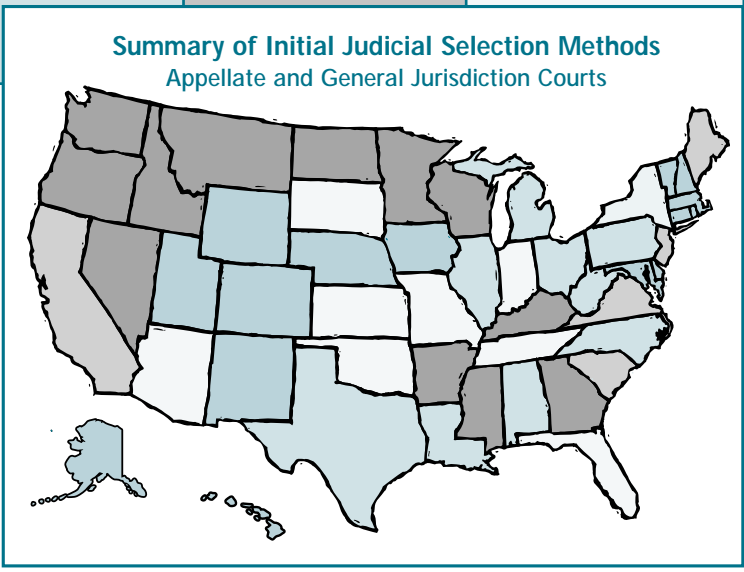 Summary of Initial Judicial Selection Methods
Appellate and General Jurisdiction Courts